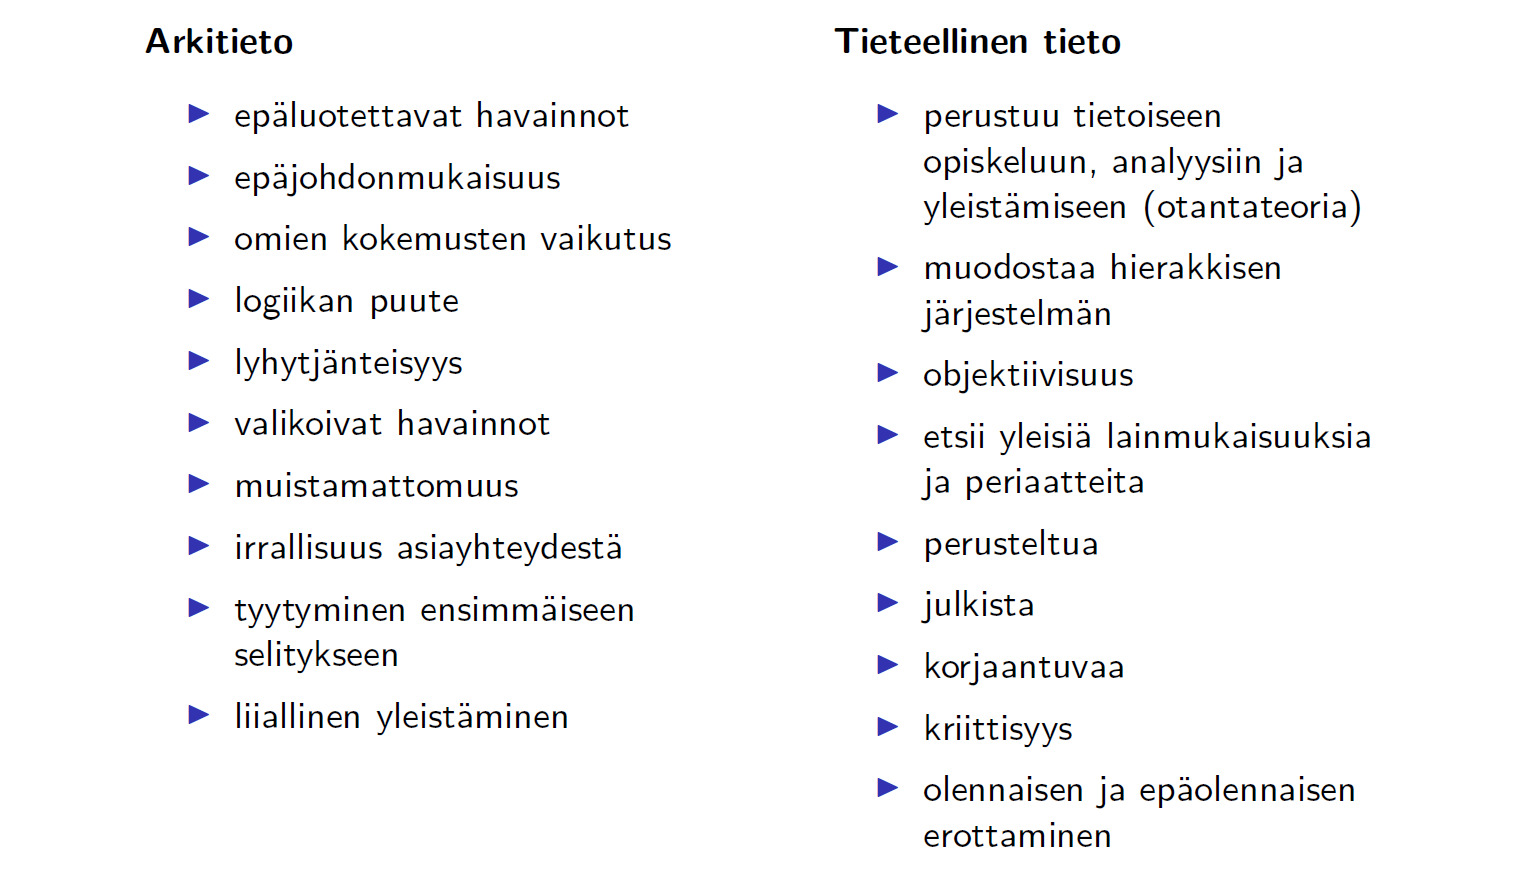 Arkitieto
epäluotettavat havainnot
epäjohdonmukaisuus
omien kokemusten vaikutus
logiikan puute
lyhytjänteisyys
valikoivat havainnot
muistamattomuus
irrallisuus asiayhteydestä
tyytyminen ensimmäiseen
selitykseen
liiallinen yleistäminen
Tieteellinen tieto
perustuu tietoiseen
opiskeluun, analyysiin ja
yleistämiseen (otantateoria)
muodostaa hierakkisen
järjestelmän
objektiivisuus
etsii yleisiä lainmukaisuuksia
ja periaatteita
perusteltua
julkista
korjaantuvaa
kriittisyys
olennaisen ja epäolennaisen
erottaminen